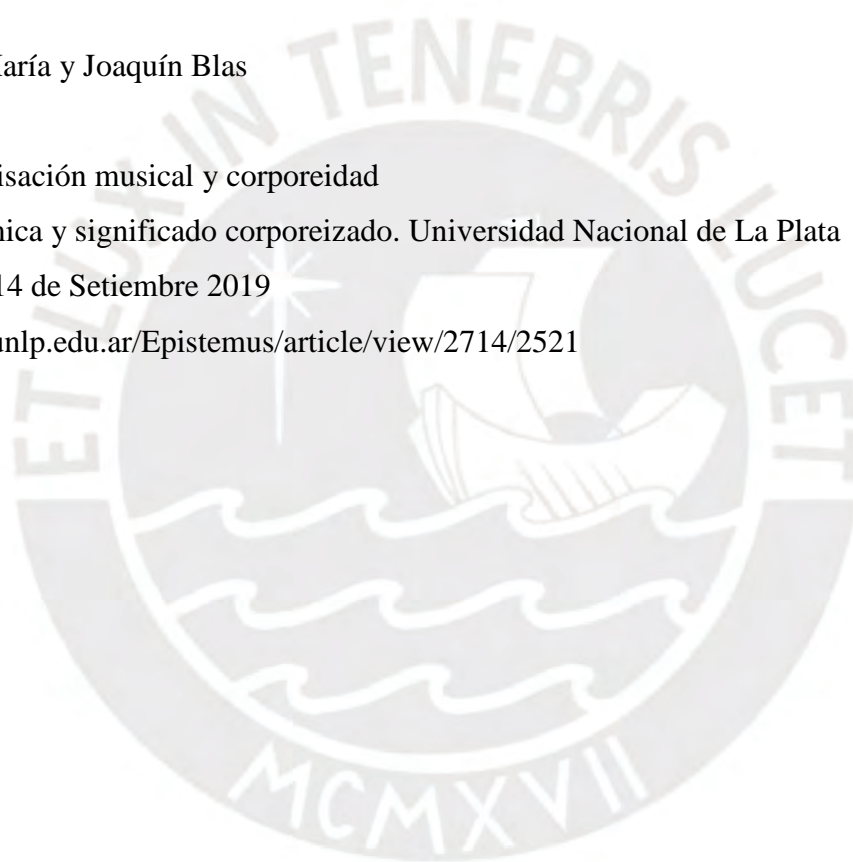 aría y Joaquín Blas
isación musical y corporeidad
ica y significado corporeizado. Universidad Nacional de La Plata
14 de Setiembre 2019
unlp.edu.ar/Epistemus/article/view/2714/2521
ET LUX IN TENEBRIS LUCET
MCMXVII